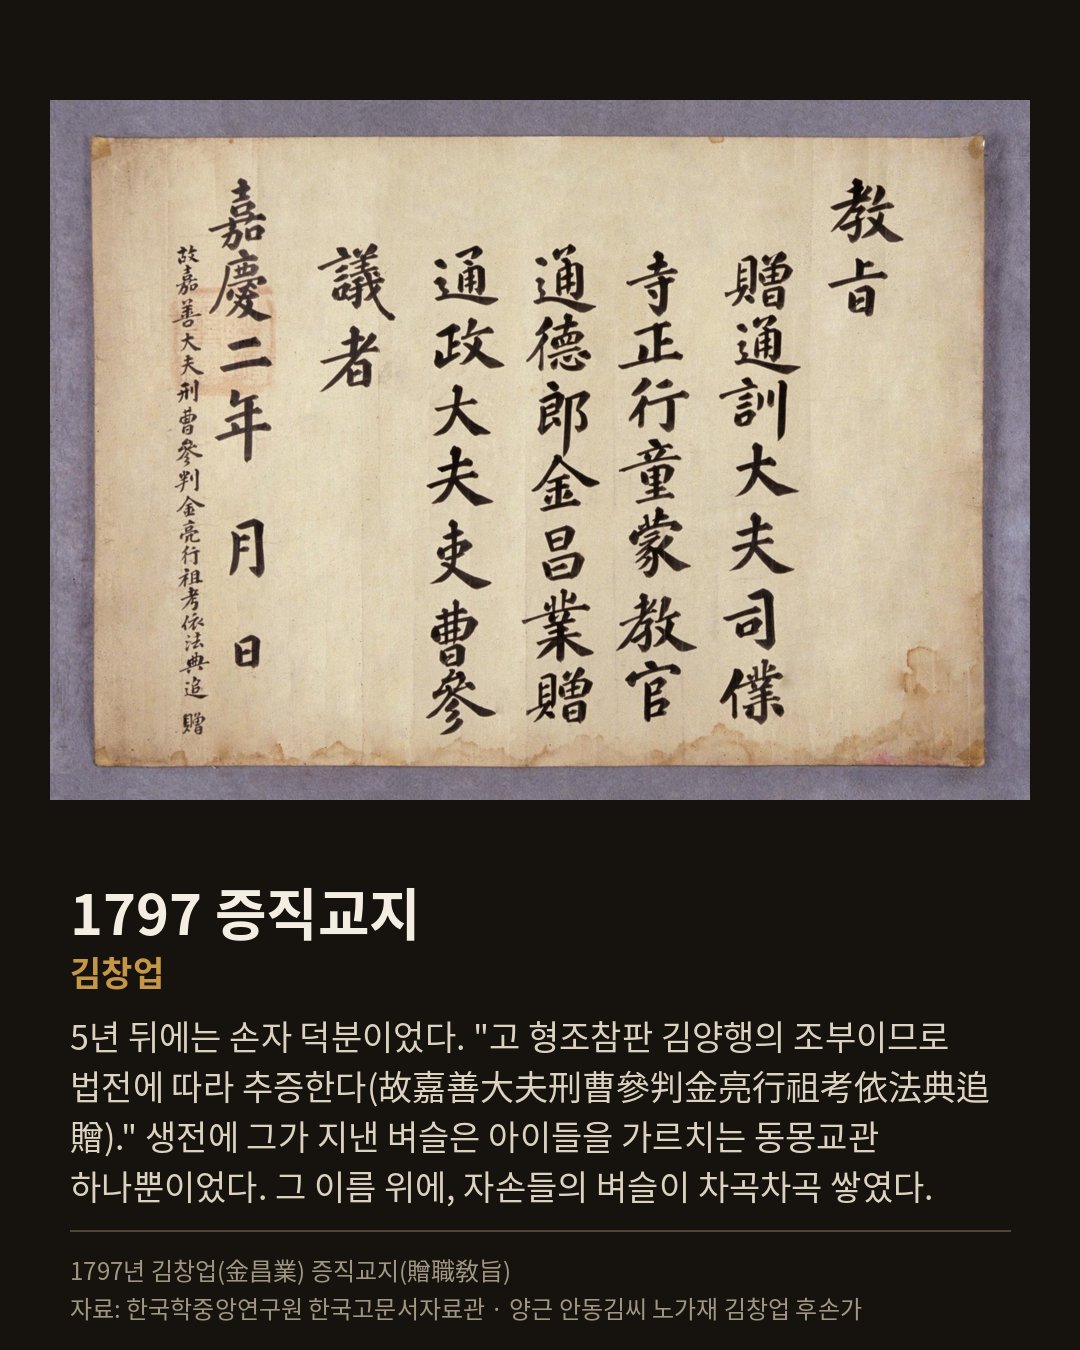 教旨
贈通訓大夫司僕
寺正行童蒙教官
通德郎金昌業贈
通政大夫吏曹參
議者
嘉慶二年 月 日
故嘉善大夫刑曹參判金亮行祖考依法典追 贈
1797 증직교지
김창업
5년 뒤에는 손자 덕분이었다. "고 형조참판 김양행의 조부이므로
법전에 따라 추증한다(故嘉善大夫刑曹參判金亮行祖考依法典追
贈)." 생전에 그가 지낸 벼슬은 아이들을 가르치는 동몽교관
하나뿐이었다. 그 이름 위에, 자손들의 벼슬이 차곡차곡 쌓였다.
1797년 김창업(金昌業) 증직교지(贈職敎旨)
자료: 한국학중앙연구원 한국고문서자료관 · 양근 안동김씨 노가재 김창업 후손가